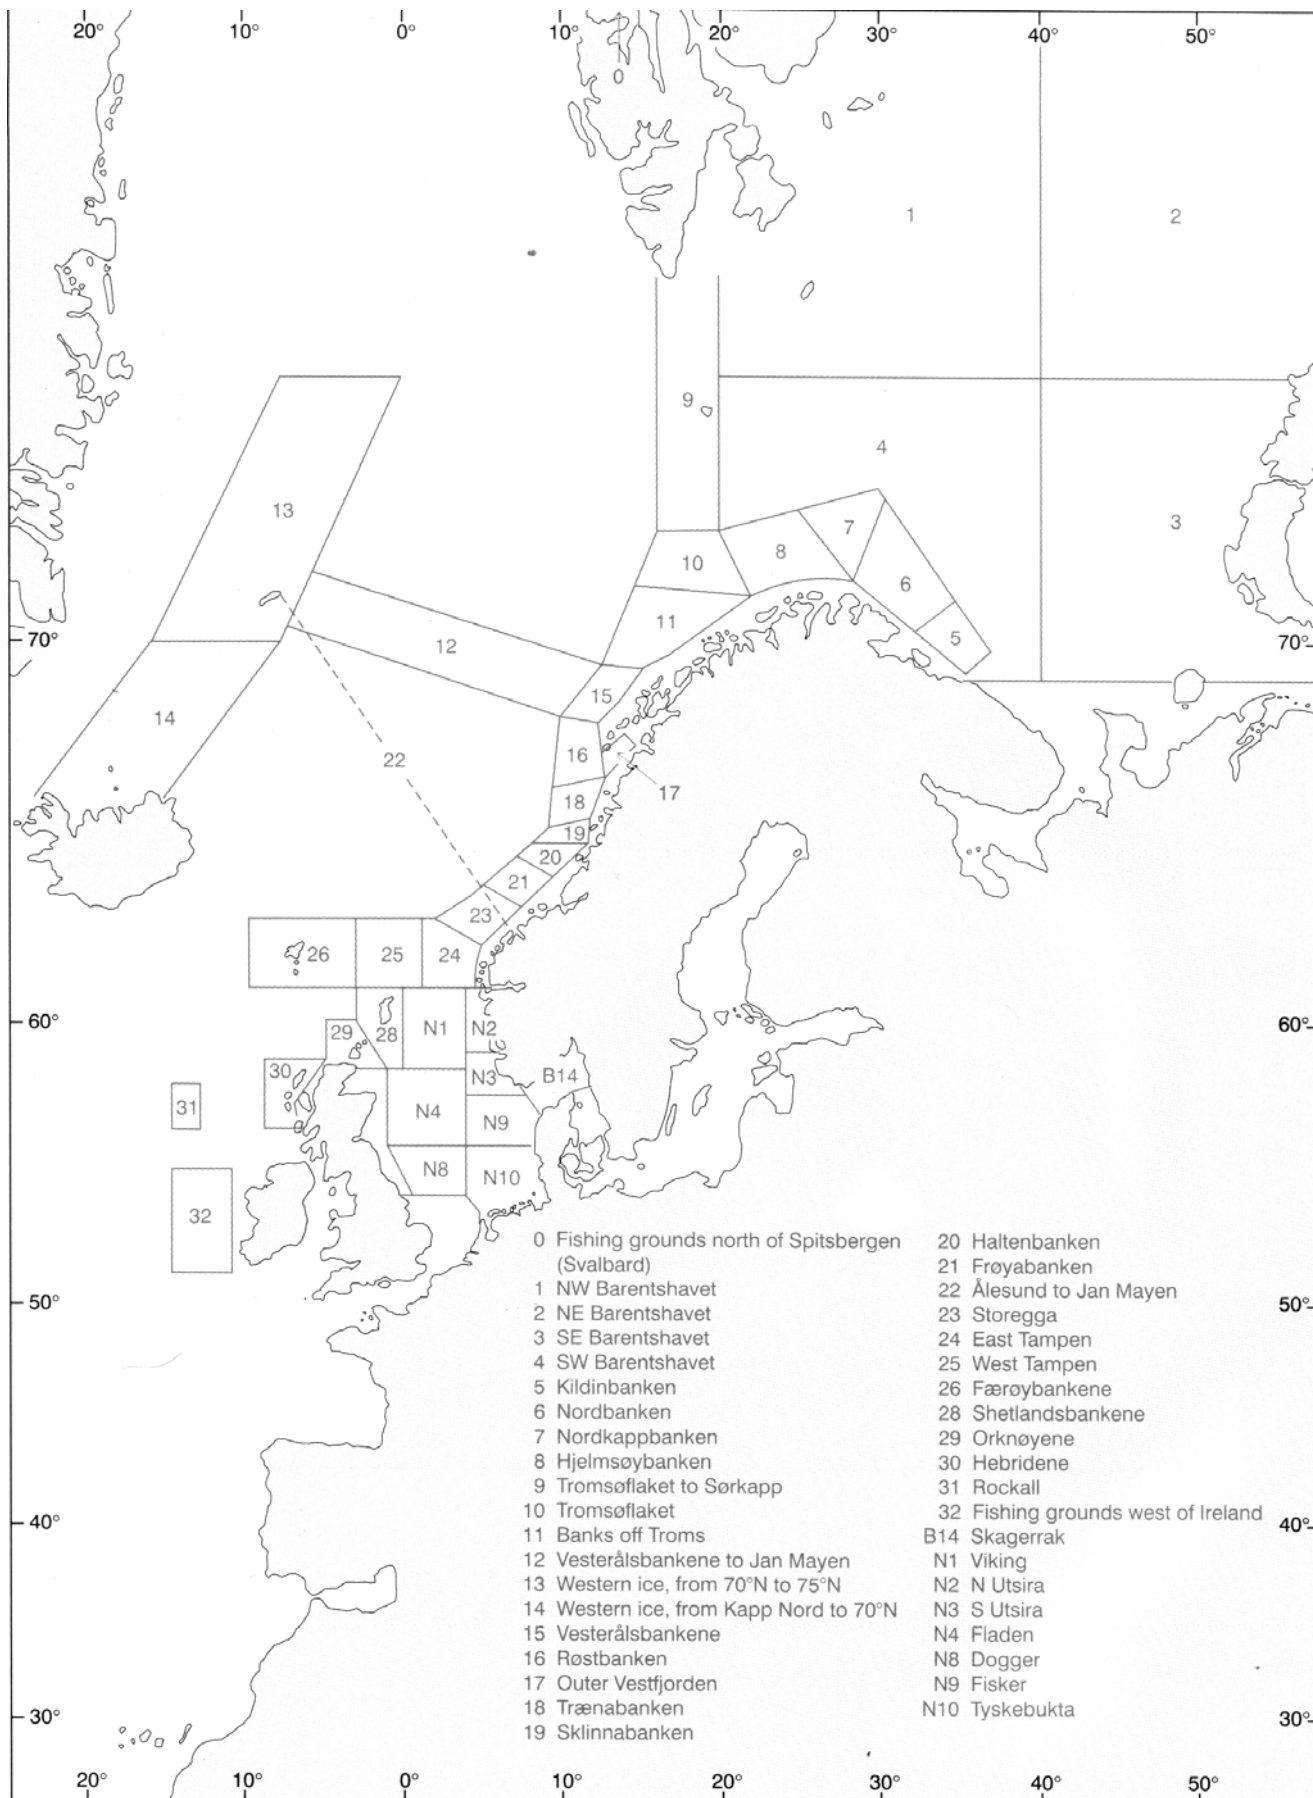 20° 10° 0° 10° 20° 30° 40° 50°
0
1 2
9
4
13
7
3
8
10
6
11
5
70° 70°
12
15
14
16
22
17
18
19
20
21
23
26 25 24
60° 60°
29 28 N1 N2
30 N3 B14
31 N4
N9
N8 N10
32
50° 50°
40° 40°
30° 30°
20° 10° 0° 10° 20° 30° 40° 50°
0 Fishing grounds north of Spitsbergen
(Svalbard)
1 NW Barentshavet
2 NE Barentshavet
3 SE Barentshavet
4 SW Barentshavet
5 Kildinbanken
6 Nordbanken
7 Nordkappbanken
8 Hjelmsøybanken
9 Tromsøflaket to Sørkapp
10 Tromsøflaket
11 Banks off Troms
12 Vesterålsbankene to Jan Mayen
13 Western ice, from 70°N to 75°N
14 Western ice, from Kapp Nord to 70°N
15 Vesterålsbankene
16 Røstbanken
17 Outer Vestfjorden
18 Trænabanken
19 Sklinnabanken
20 Haltenbanken
21 Frøyabanken
22 Ålesund to Jan Mayen
23 Storegga
24 East Tampen
25 West Tampen
26 Færøybankene
28 Shetlandsbankene
29 Orknøyene
30 Hebridene
31 Rockall
32 Fishing grounds west of Ireland
B14 Skagerrak
N1 Viking
N2 N Utsira
N3 S Utsira
N4 Fladen
N8 Dogger
N9 Fisker
N10 Tyskebukta